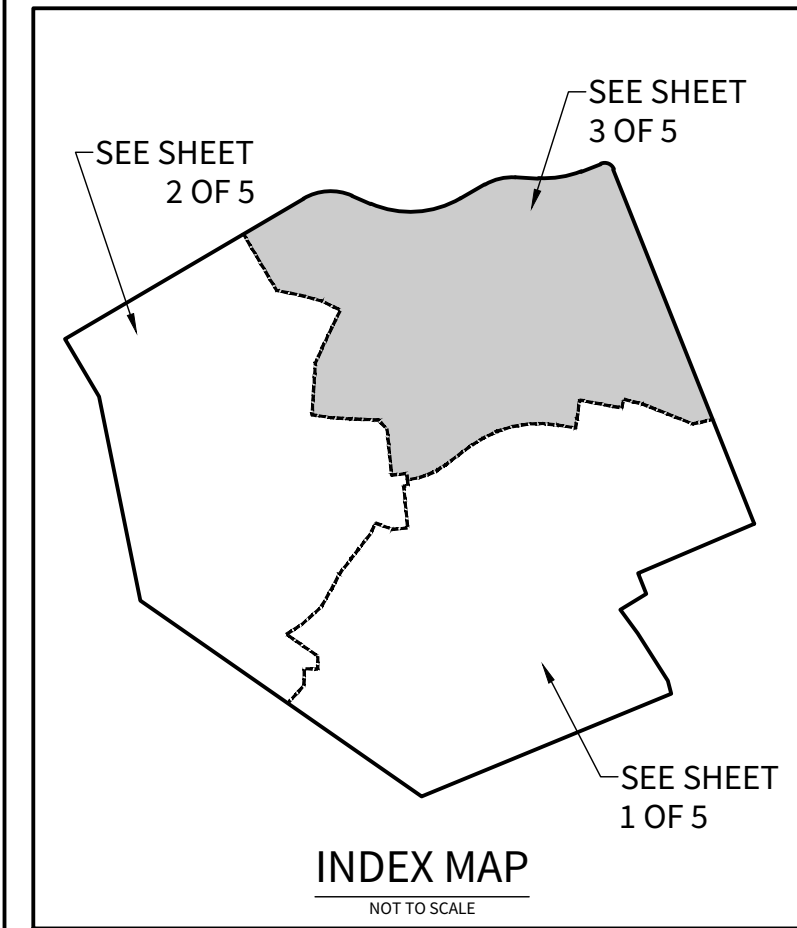 SEE SHEET
3 OF 5
SEE SHEET
2 OF 5
SEE SHEET
1 OF 5
INDEX MAP
NOT TO SCALE